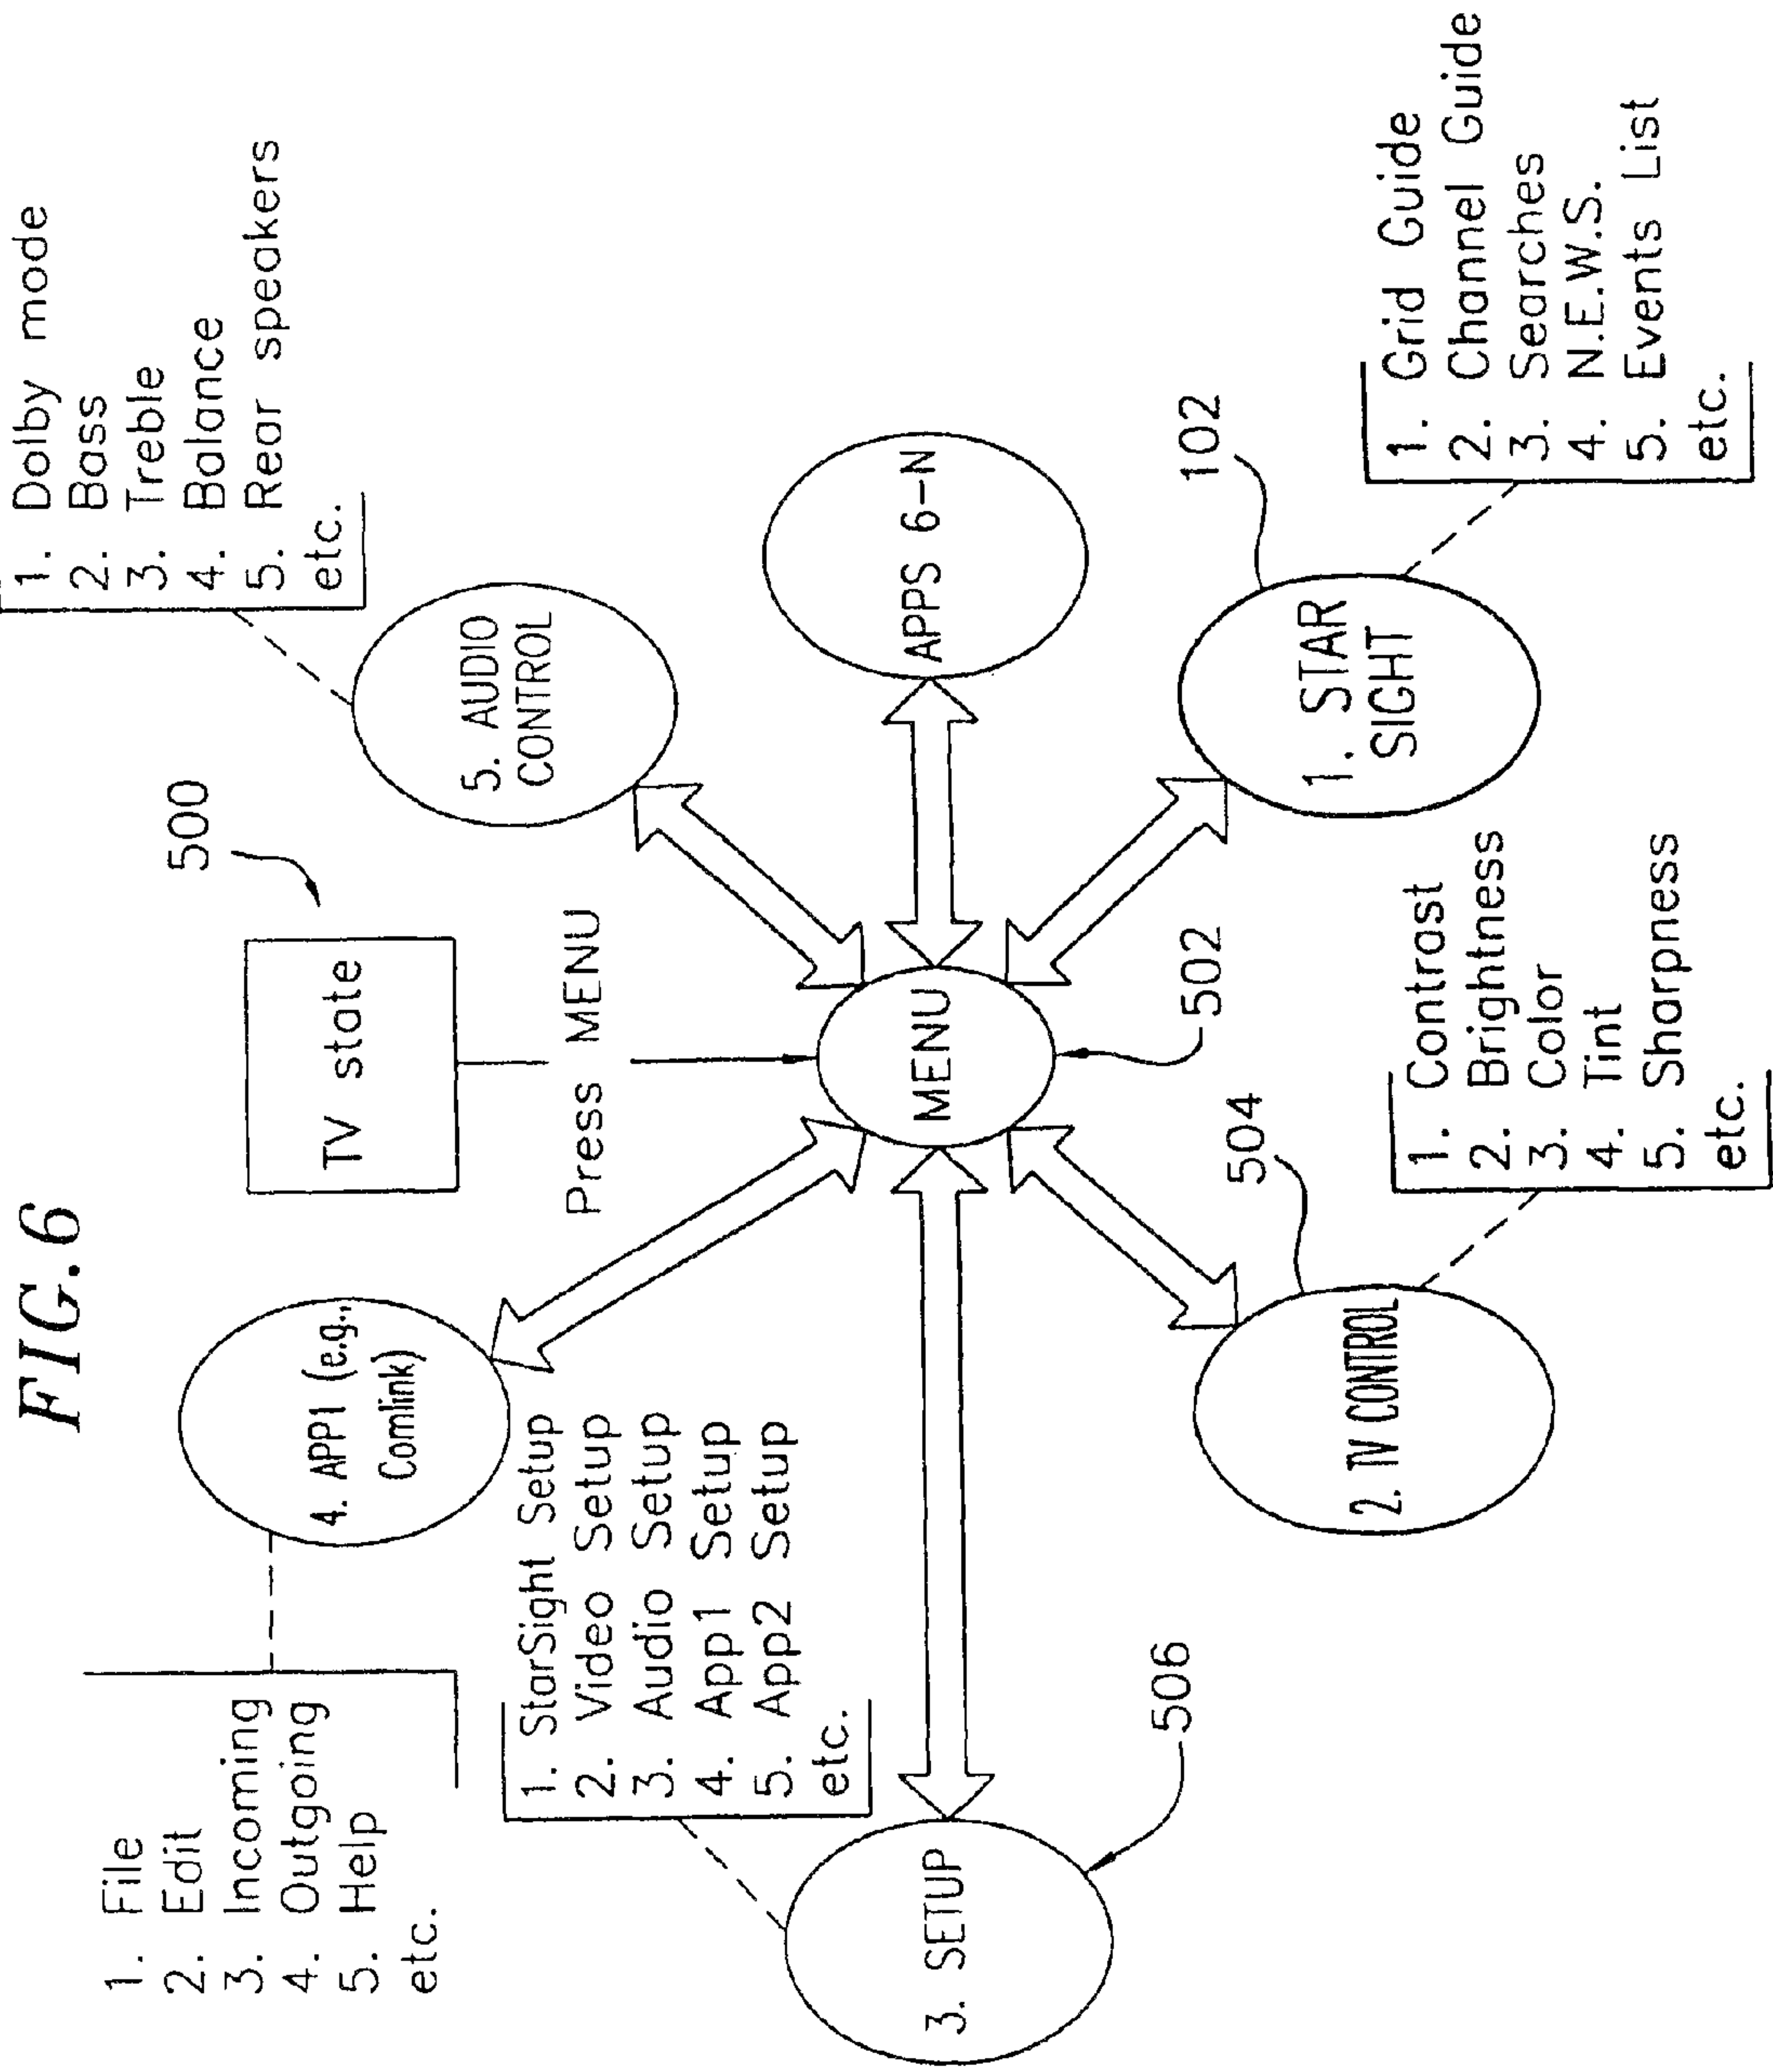 FIG.6
500
TV state
Press MENU
MENU
502
1. File
2. Edit
3. Incoming
4. Outgoing
5. Help
etc.
4. APP1 (e.g.,
Comlink)
1. Dolby mode
2. Bass
3. Treble
4. Balance
5. Rear speakers
etc.
5. AUDIO
CONTROL
1. StarSight Setup
2. Video Setup
3. Audio Setup
4. App1 Setup
5. App2 Setup
etc.
3. SETUP
506
APPS 6-N
504
2. TV CONTROL
1. Contrast
2. Brightness
3. Color
4. Tint
5. Sharpness
etc.
102
1. STAR
SIGHT
1. Grid Guide
2. Channel Guide
3. Searches
4. N.E.W.S.
5. Events List
etc.